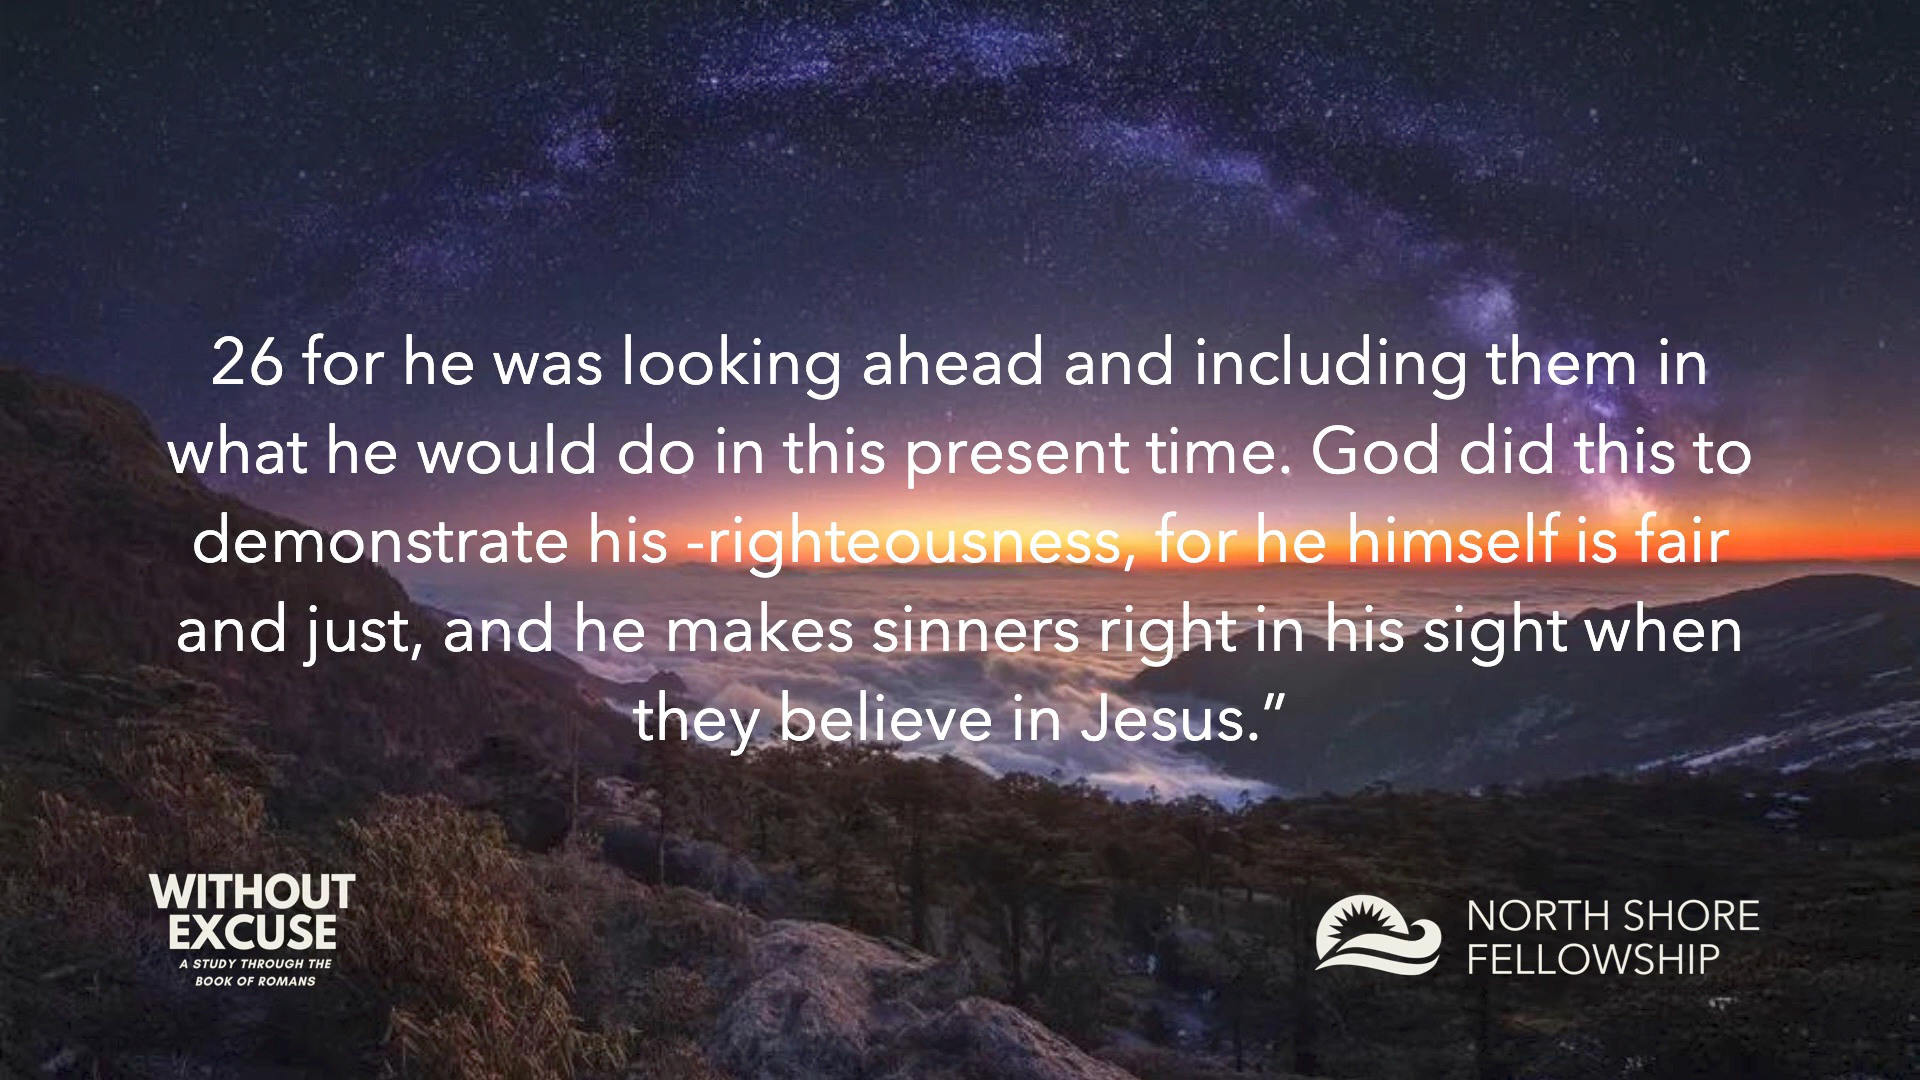 26 for he was looking ahead and including them in
what he would do in this present time. God did this to
demonstrate his -righteousness, for he himself is fair
and just, and he makes sinners right in his sight when
they believe in Jesus.”
WITHOUT
EXCUSE
A STUDY THROUGH THE
BOOK OF ROMANS
NORTH SHORE
FELLOWSHIP